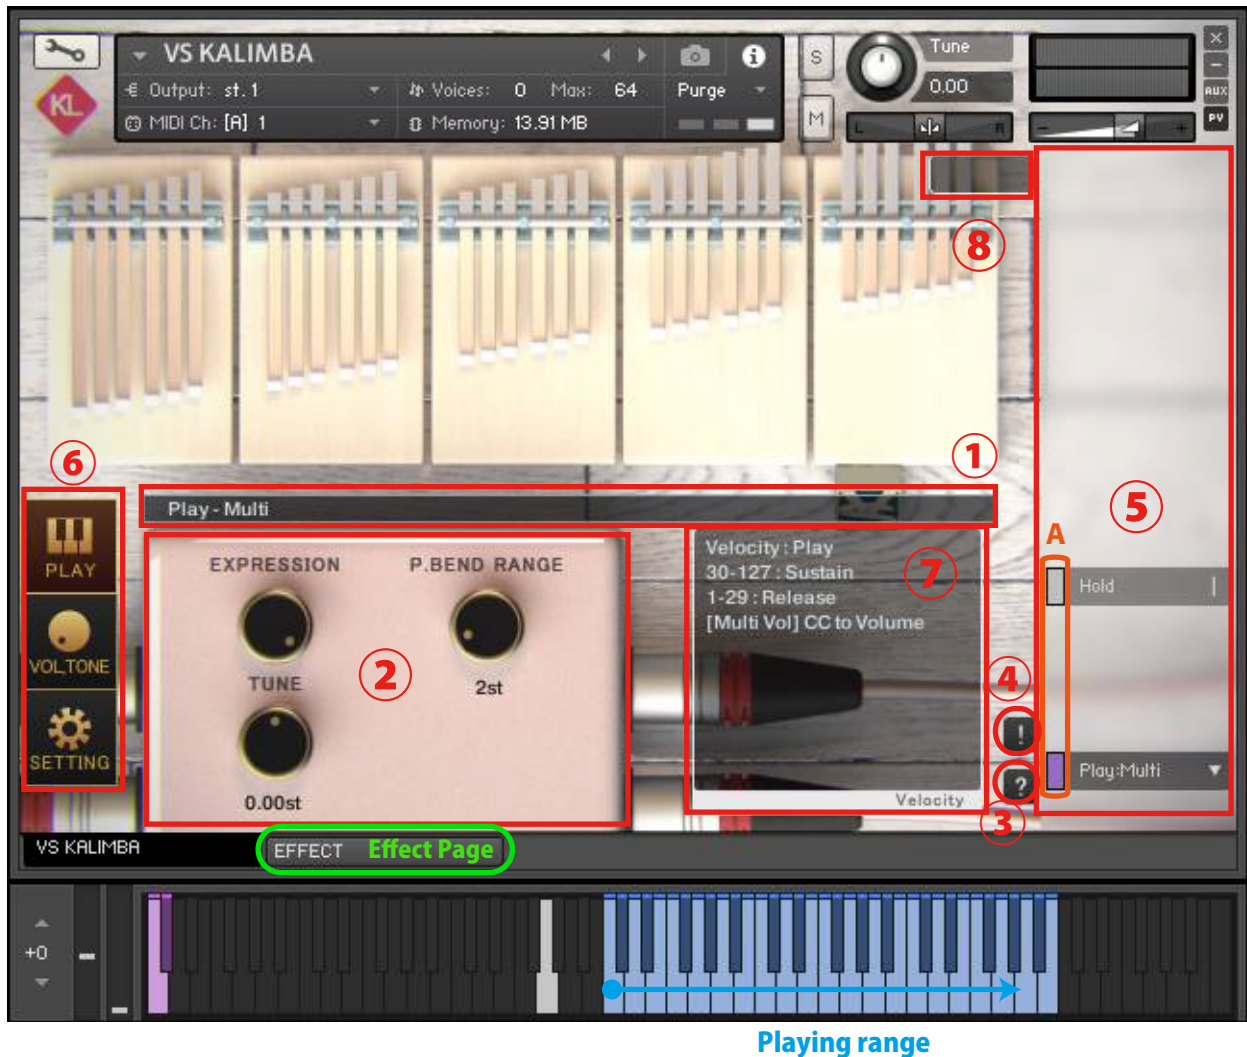 VS KALIMBA
S
Tune
0.00
AUX
PV
KL
Output: st.1
Voices: 0 Max: 64
Purge
MIDI Ch: [A] 1
Memory: 13.91 MB
M
L
R
- +
8
1
6
5
A
Play - Multi
PLAY
EXPRESSION
P.BEND RANGE
2
Velocity : Play
30-127 : Sustain
1-29 : Release
[Multi Vol] CC to Volume
7
Hold
VOL,TONE
TUNE
2st
4
!
SETTING
0.00st
Play:Multi
?
Velocity
3
VS KALIMBA
EFFECT
Effect Page
+0
Playing range